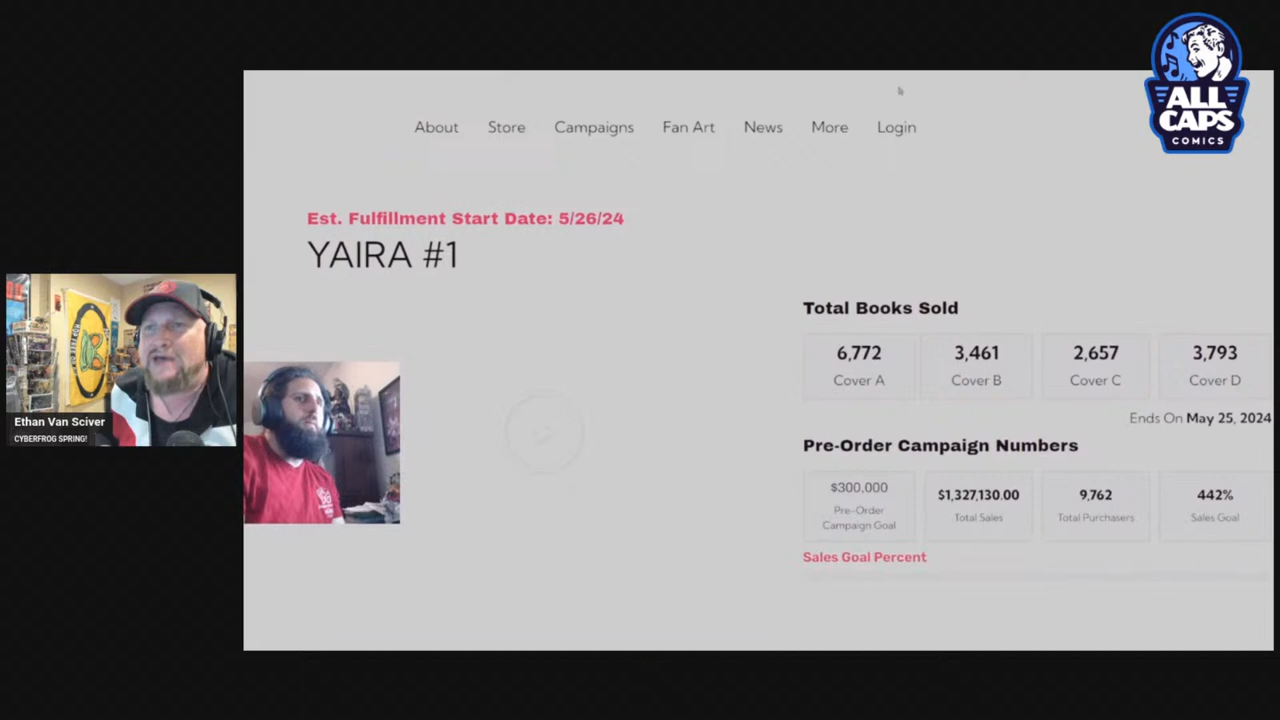 ALL
CAPS
COMICS
About Store Campaigns Fan Art News More Login
Est. Fulfillment Start Date: 5/26/24
YAIRA #1
Total Books Sold
6,772 3,461 2,657 3,793
Cover A Cover B Cover C Cover D
Ends On May 25, 2024
Pre-Order Campaign Numbers
$300,000 $1,327,130.00 9,762 442%
Pre-Order Total Sales Total Purchasers Sales Goal
Campaign Goal
Sales Goal Percent
Ethan Van Sciver
CYBERFROG SPRING!